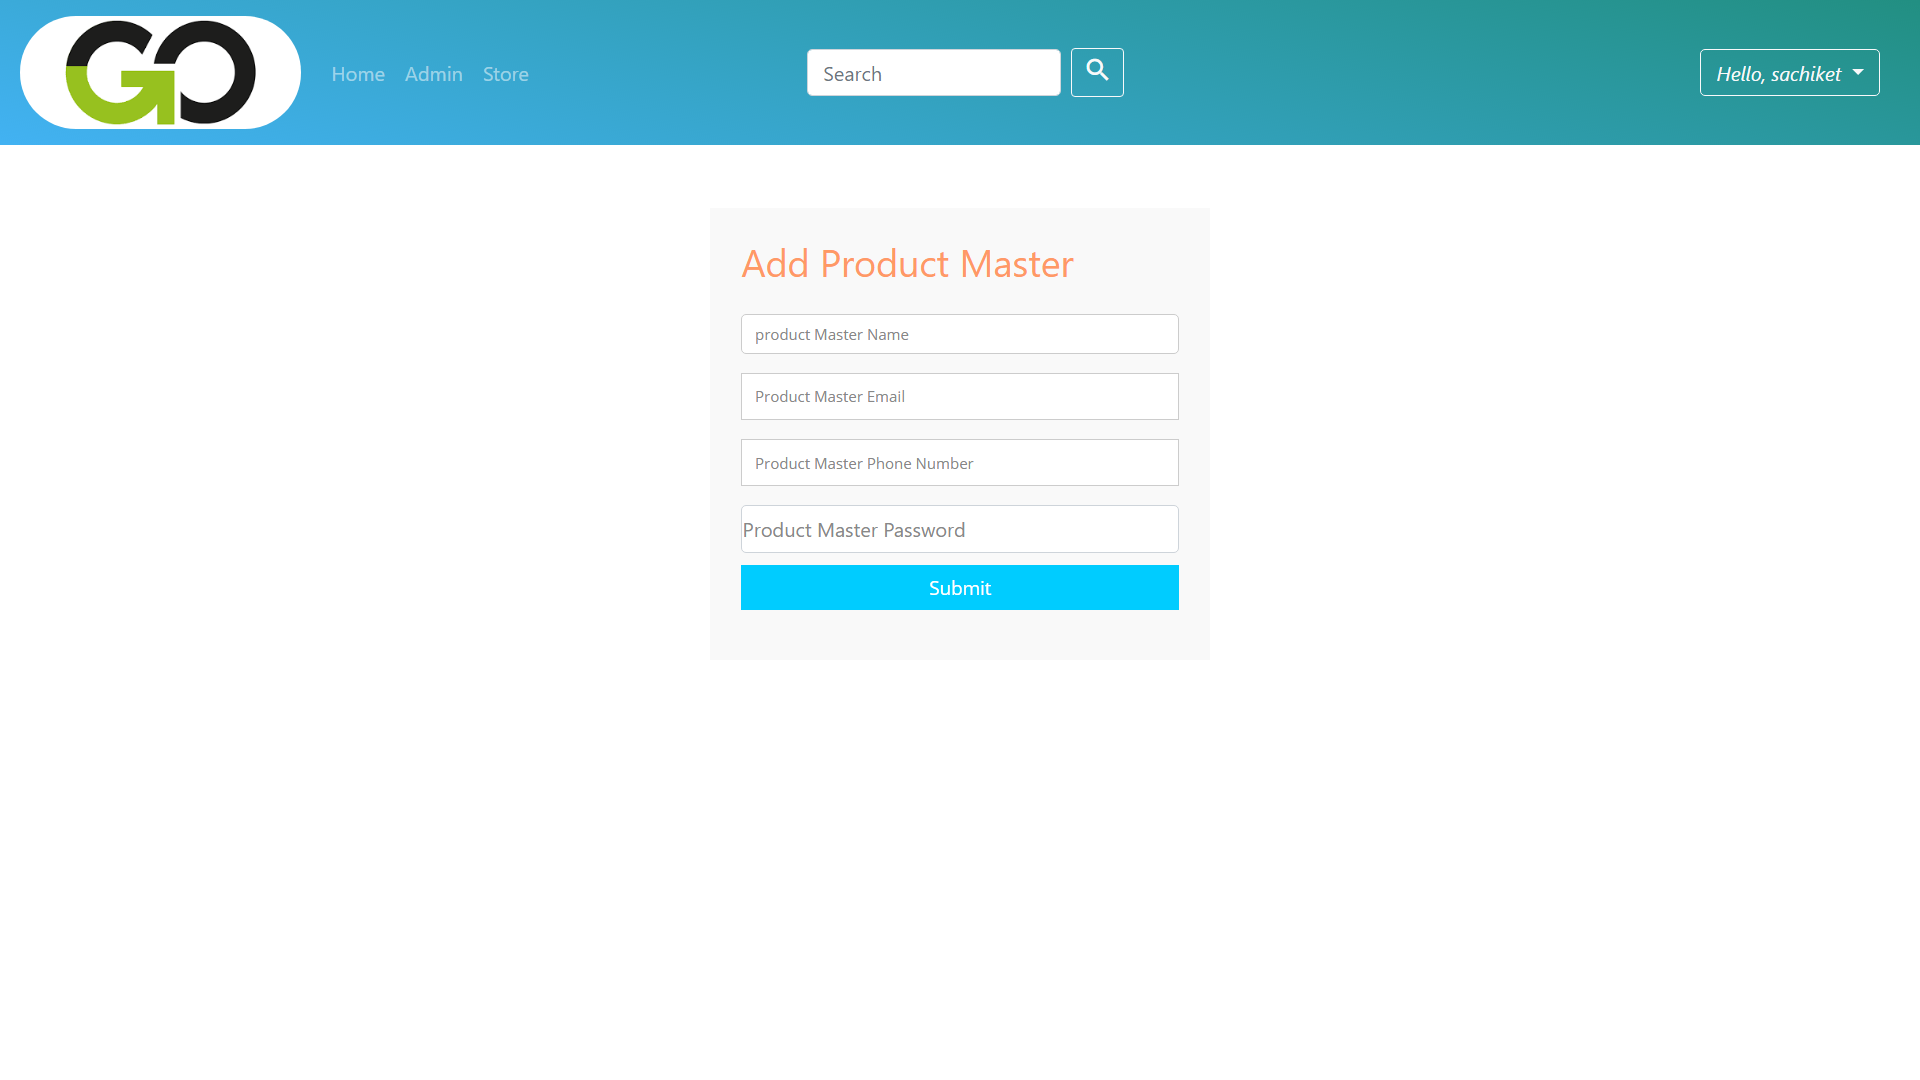 GO
Home Admin Store
Search
Hello, sachiket
Add Product Master
product Master Name
Product Master Email
Product Master Phone Number
Product Master Password
Submit